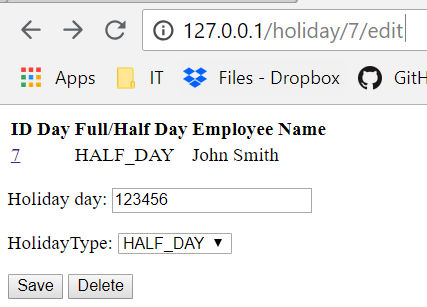 127.0.0.1/holiday/7/edit
Apps IT Files - Dropbox GitH
ID Day Full/Half Day Employee Name
7 HALF_DAY John Smith
Holiday day: 123456
HolidayType: HALF_DAY
Save Delete